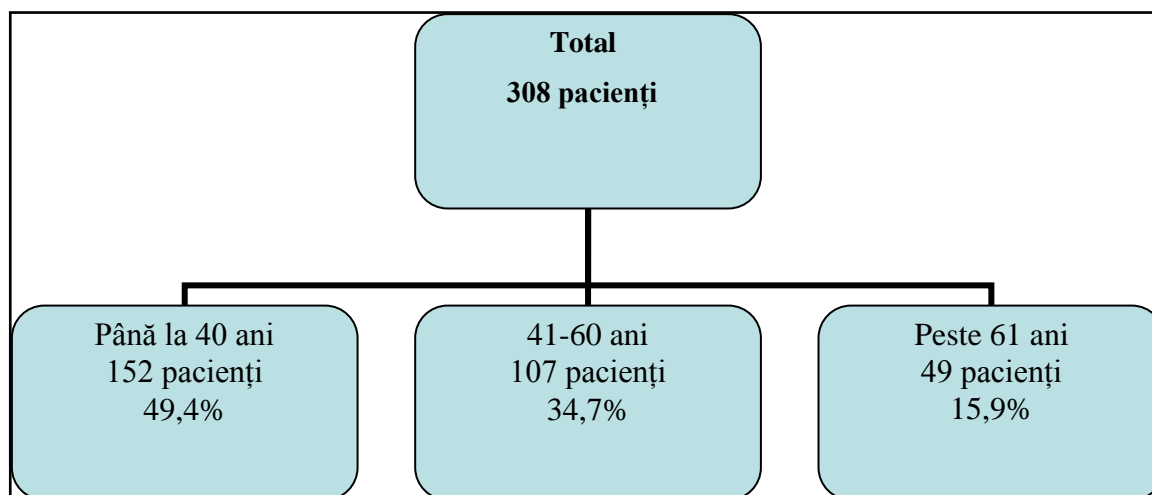 Total
308 pacienți
Până la 40 ani
152 pacienți
49,4%
41-60 ani
107 pacienți
34,7%
Peste 61 ani
49 pacienți
15,9%